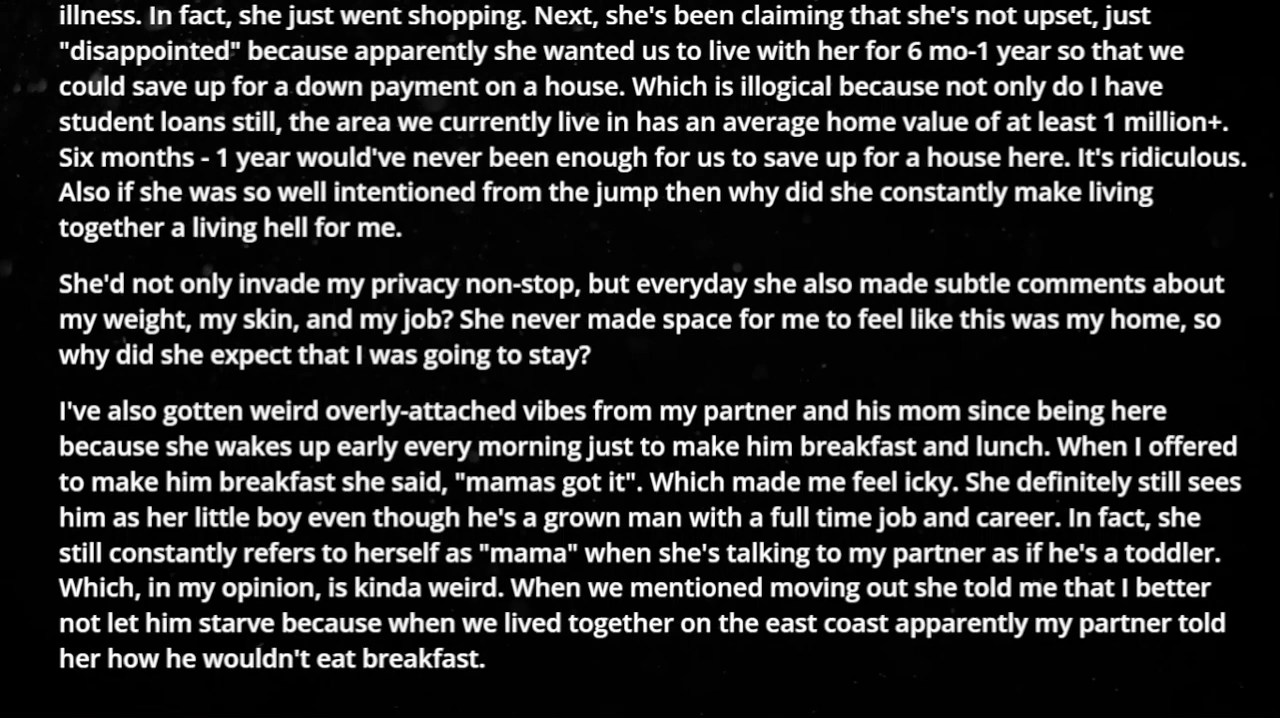 illness. In fact, she just went shopping. Next, she's been claiming that she's not upset, just
"disappointed" because apparently she wanted us to live with her for 6 mo-1 year so that we
could save up for a down payment on a house. Which is illogical because not only do I have
student loans still, the area we currently live in has an average home value of at least 1 million+.
Six months - 1 year would've never been enough for us to save up for a house here. It's ridiculous.
Also if she was so well intentioned from the jump then why did she constantly make living
together a living hell for me.
She'd not only invade my privacy non-stop, but everyday she also made subtle comments about
my weight, my skin, and my job? She never made space for me to feel like this was my home, so
why did she expect that I was going to stay?
I've also gotten weird overly-attached vibes from my partner and his mom since being here
because she wakes up early every morning just to make him breakfast and lunch. When I offered
to make him breakfast she said, "mamas got it". Which made me feel icky. She definitely still sees
him as her little boy even though he's a grown man with a full time job and career. In fact, she
still constantly refers to herself as "mama" when she's talking to my partner as if he's a toddler.
Which, in my opinion, is kinda weird. When we mentioned moving out she told me that I better
not let him starve because when we lived together on the east coast apparently my partner told
her how he wouldn't eat breakfast.